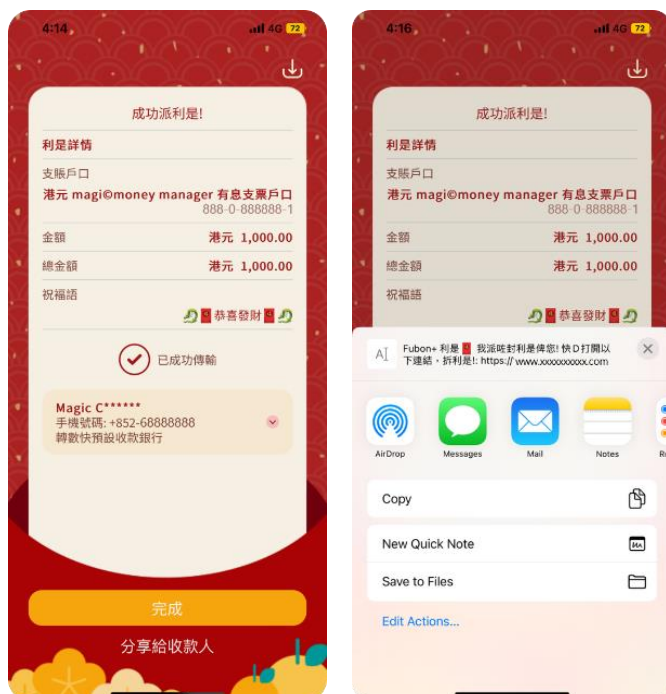 4:14
4G 72
成功派利是!
利是詳情
支賬戶口
港元 magi©money manager 有息支票戶口
888-0-888888-1
金額 港元 1,000.00
總金額 港元 1,000.00
祝福語
🐉🧧恭喜發財🧧🐉
已成功傳輸
Magic C******
手機號碼: +852-68888888
轉數快預設收款銀行
完成
分享給收款人
4:16
4G 72
成功派利是!
利是詳情
支賬戶口
港元 magi©money manager 有息支票戶口
888-0-888888-1
金額 港元 1,000.00
總金額 港元 1,000.00
祝福語
🐉🧧恭喜發財🧧🐉
Fubon+ 利是🧧 我派咗封利是俾您! 快D打開以
下連結，拆利是!: https://www.xxxxxxxxxx.com
AirDrop Messages Mail Notes
Copy
New Quick Note
Save to Files
Edit Actions...